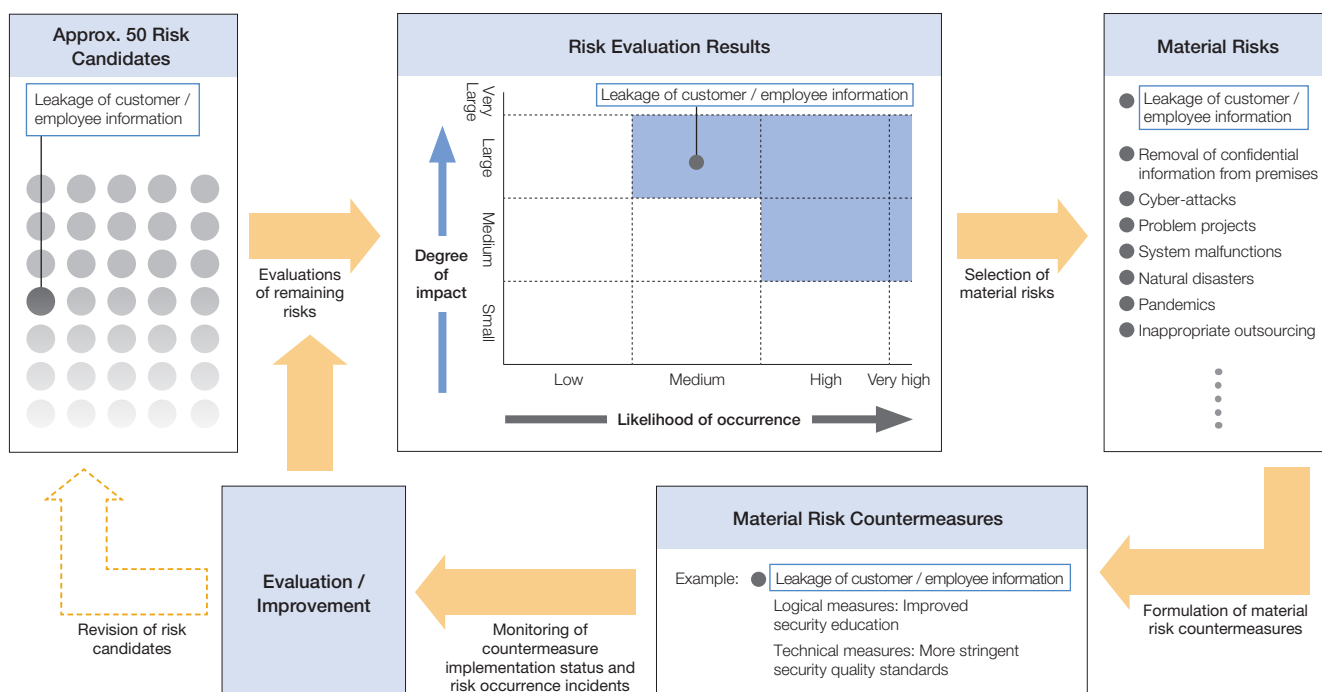 Approx. 50 Risk
Candidates
Leakage of customer /
employee information
Evaluations
of remaining
risks
Risk Evaluation Results
Leakage of customer / employee information
Very
Large
Large
Medium
Small
Degree
of
impact
Low
Medium
High
Very high
Likelihood of occurrence
Selection of
material risks
Material Risks
Leakage of customer /
employee information
Removal of confidential
information from premises
Cyber-attacks
Problem projects
System malfunctions
Natural disasters
Pandemics
Inappropriate outsourcing
Formulation of material
risk countermeasures
Material Risk Countermeasures
Example:
Leakage of customer / employee information
Logical measures: Improved
security education
Technical measures: More stringent
security quality standards
Monitoring of
countermeasure
implementation status and
risk occurrence incidents
Evaluation /
Improvement
Revision of risk
candidates